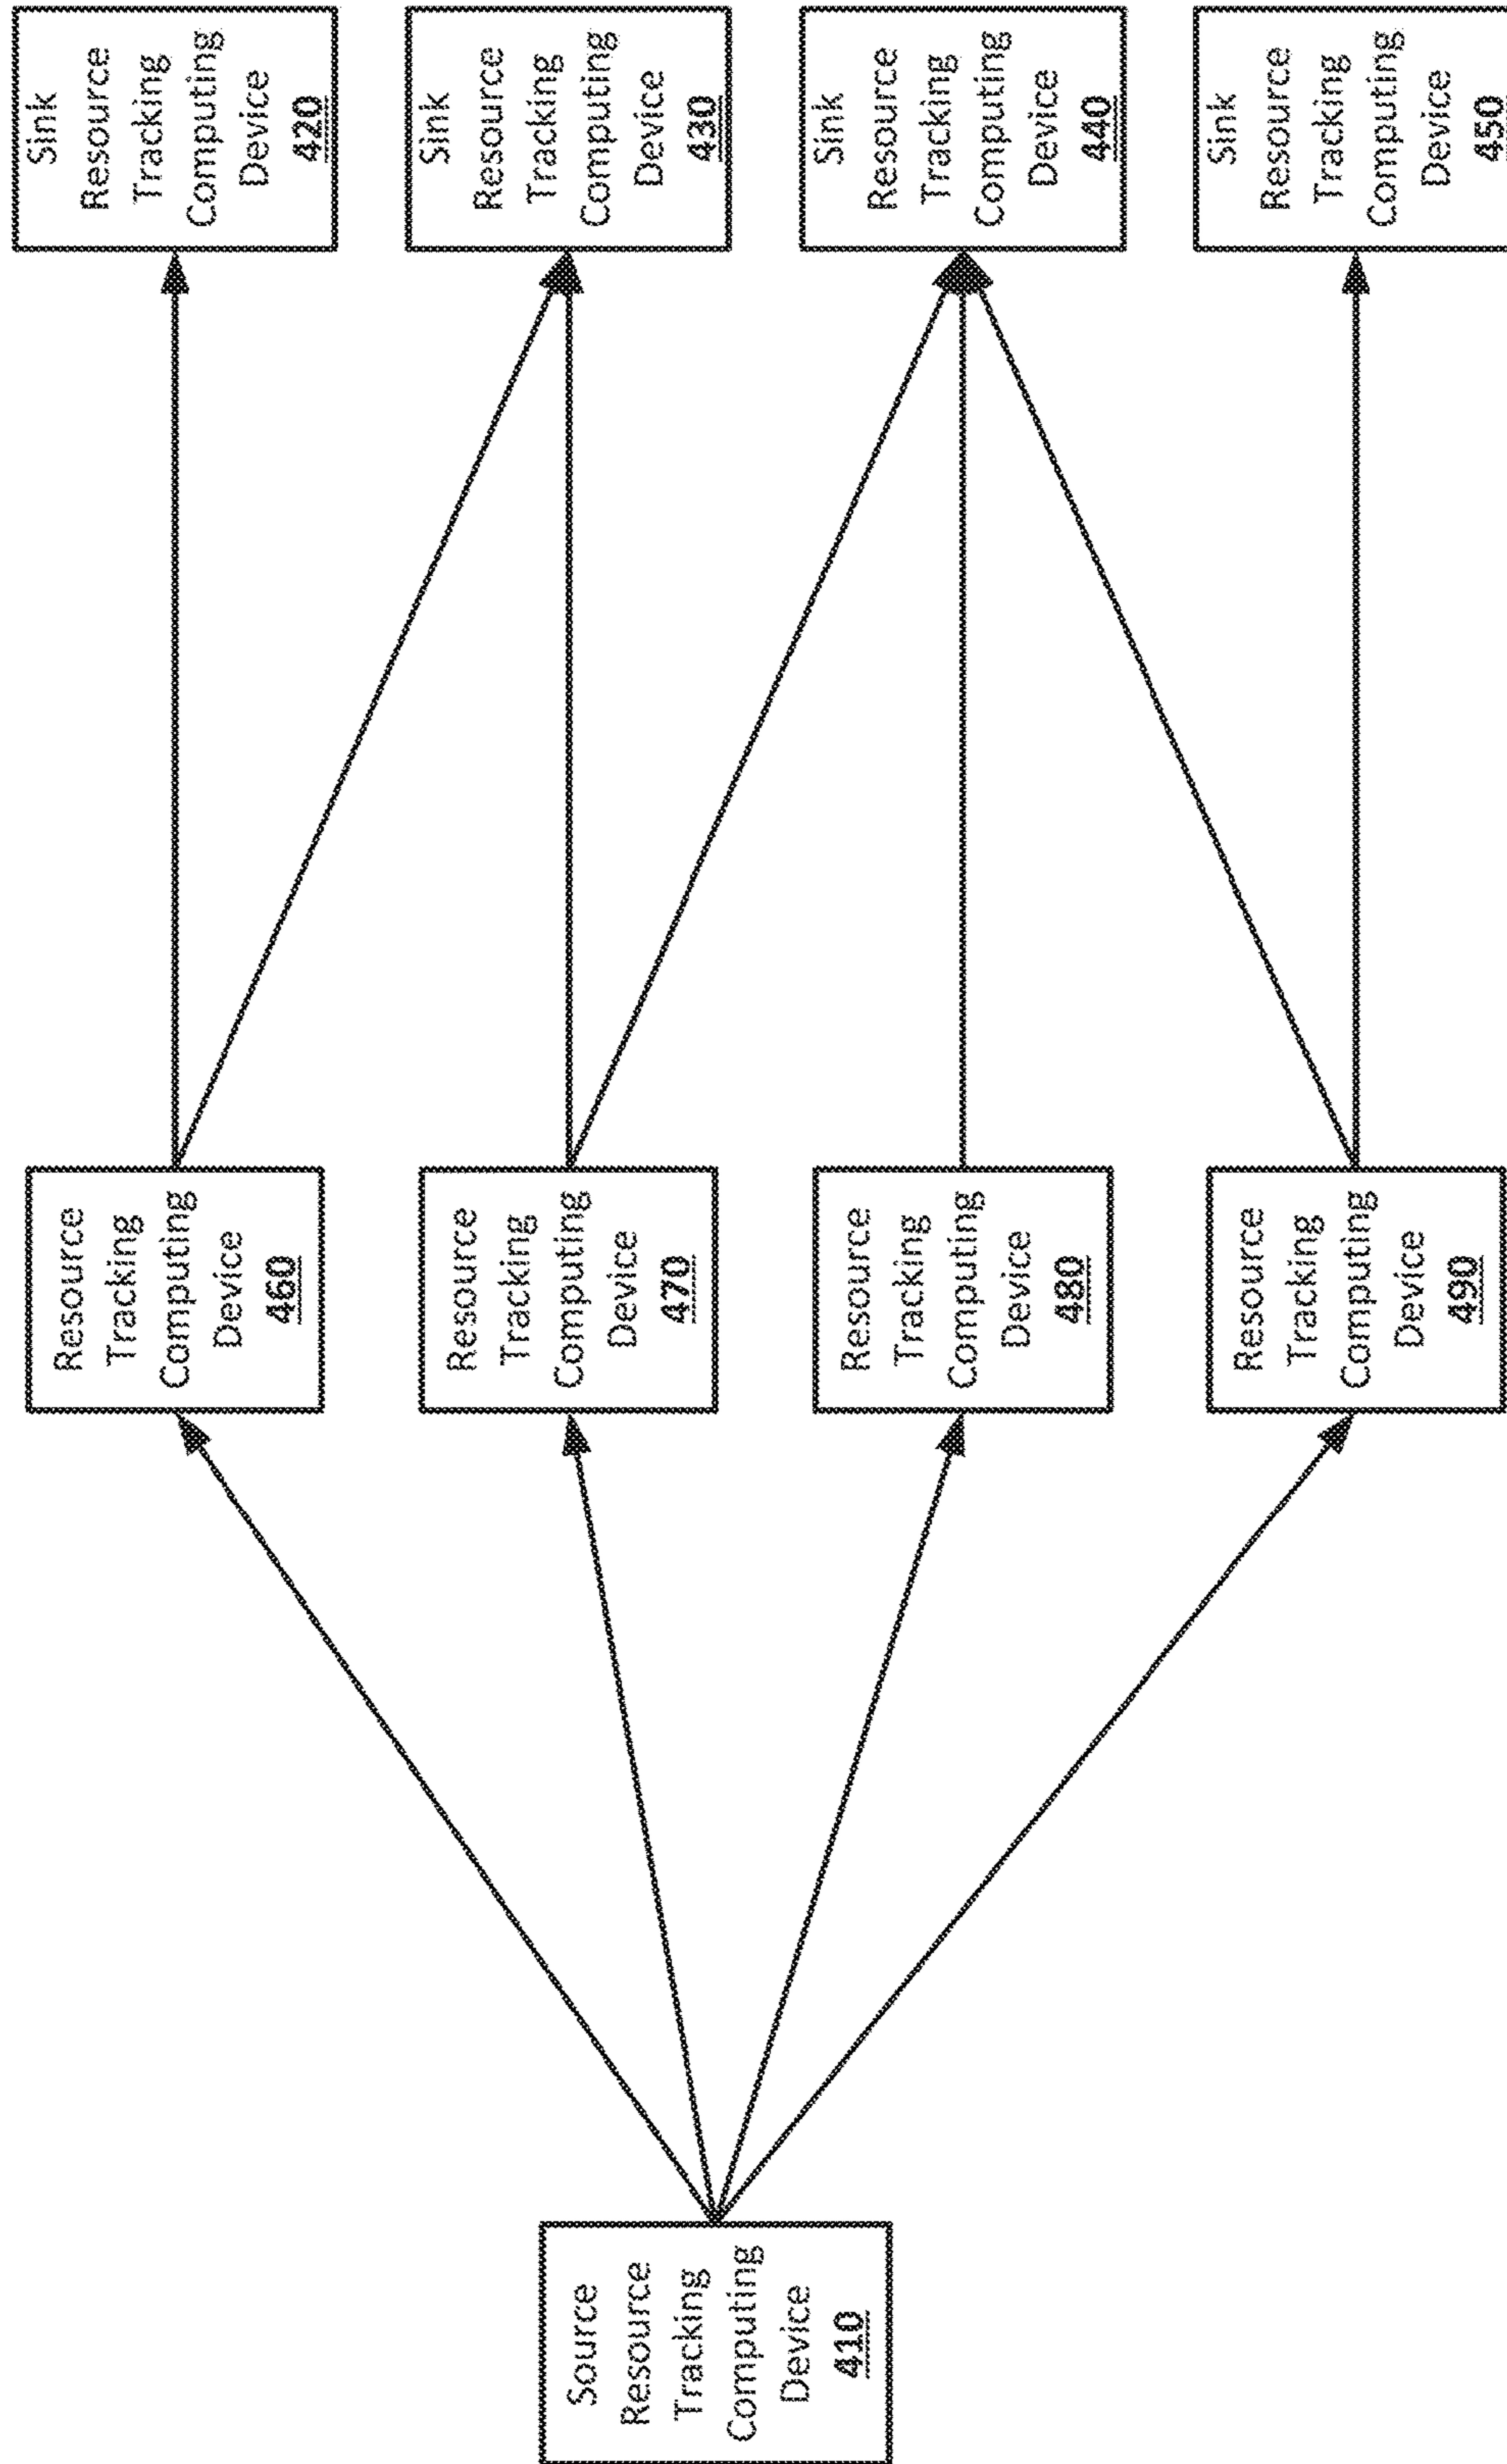 Sink
Resource
Tracking
Computing
Device
420
Sink
Resource
Tracking
Computing
Device
430
Sink
Resource
Tracking
Computing
Device
440
Sink
Resource
Tracking
Computing
Device
450
Resource
Tracking
Computing
Device
460
Resource
Tracking
Computing
Device
470
Resource
Tracking
Computing
Device
480
Resource
Tracking
Computing
Device
490
Source
Resource
Tracking
Computing
Device
410